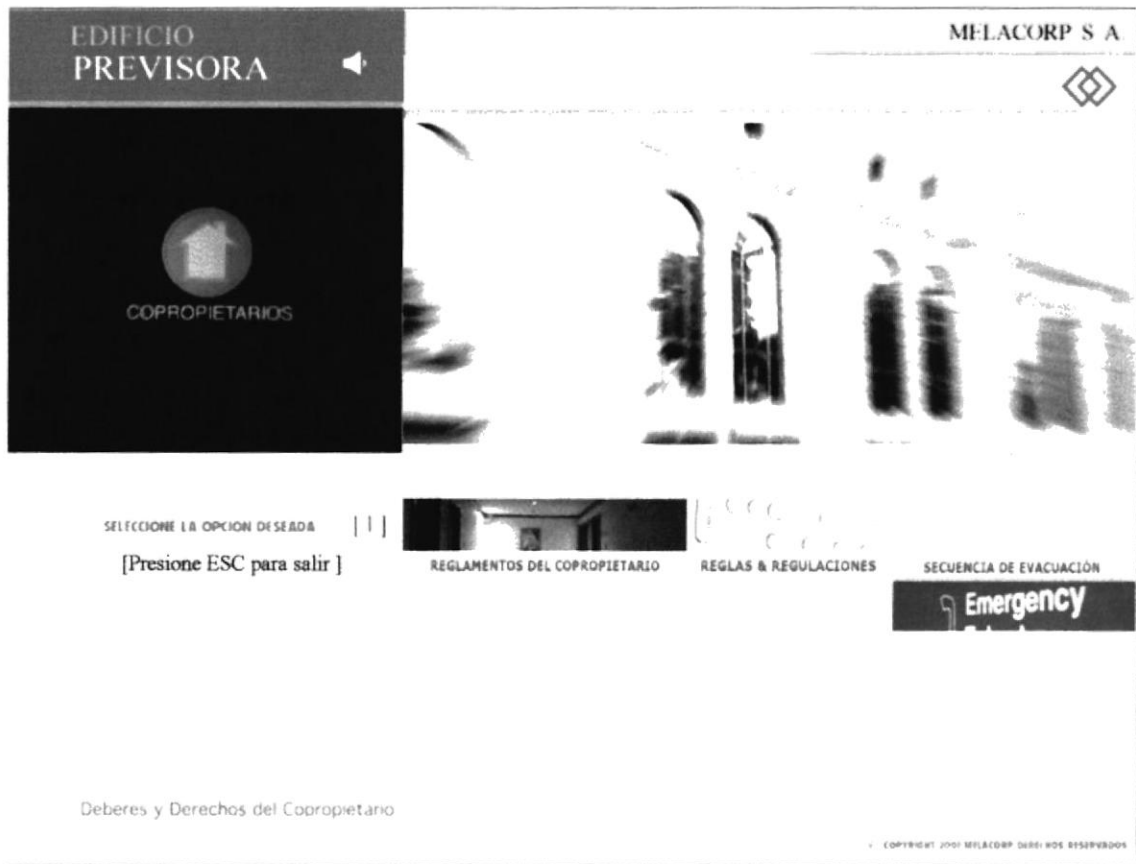 EDIFICIO
PREVISORA
MELACORP S A.
COPROPIETARIOS
SELECCIONE LA OPCION DESEADA [ | ]
[Presione ESC para salir ]
REGLAMENTOS DEL COPROPIETARIO
REGLAS & REGULACIONES
SECUENCIA DE EVACUACIÓN
Emergency
Deberes y Derechos del Copropietario
COPYRIGHT 2001 MELACORP DERECHOS RESERVADOS